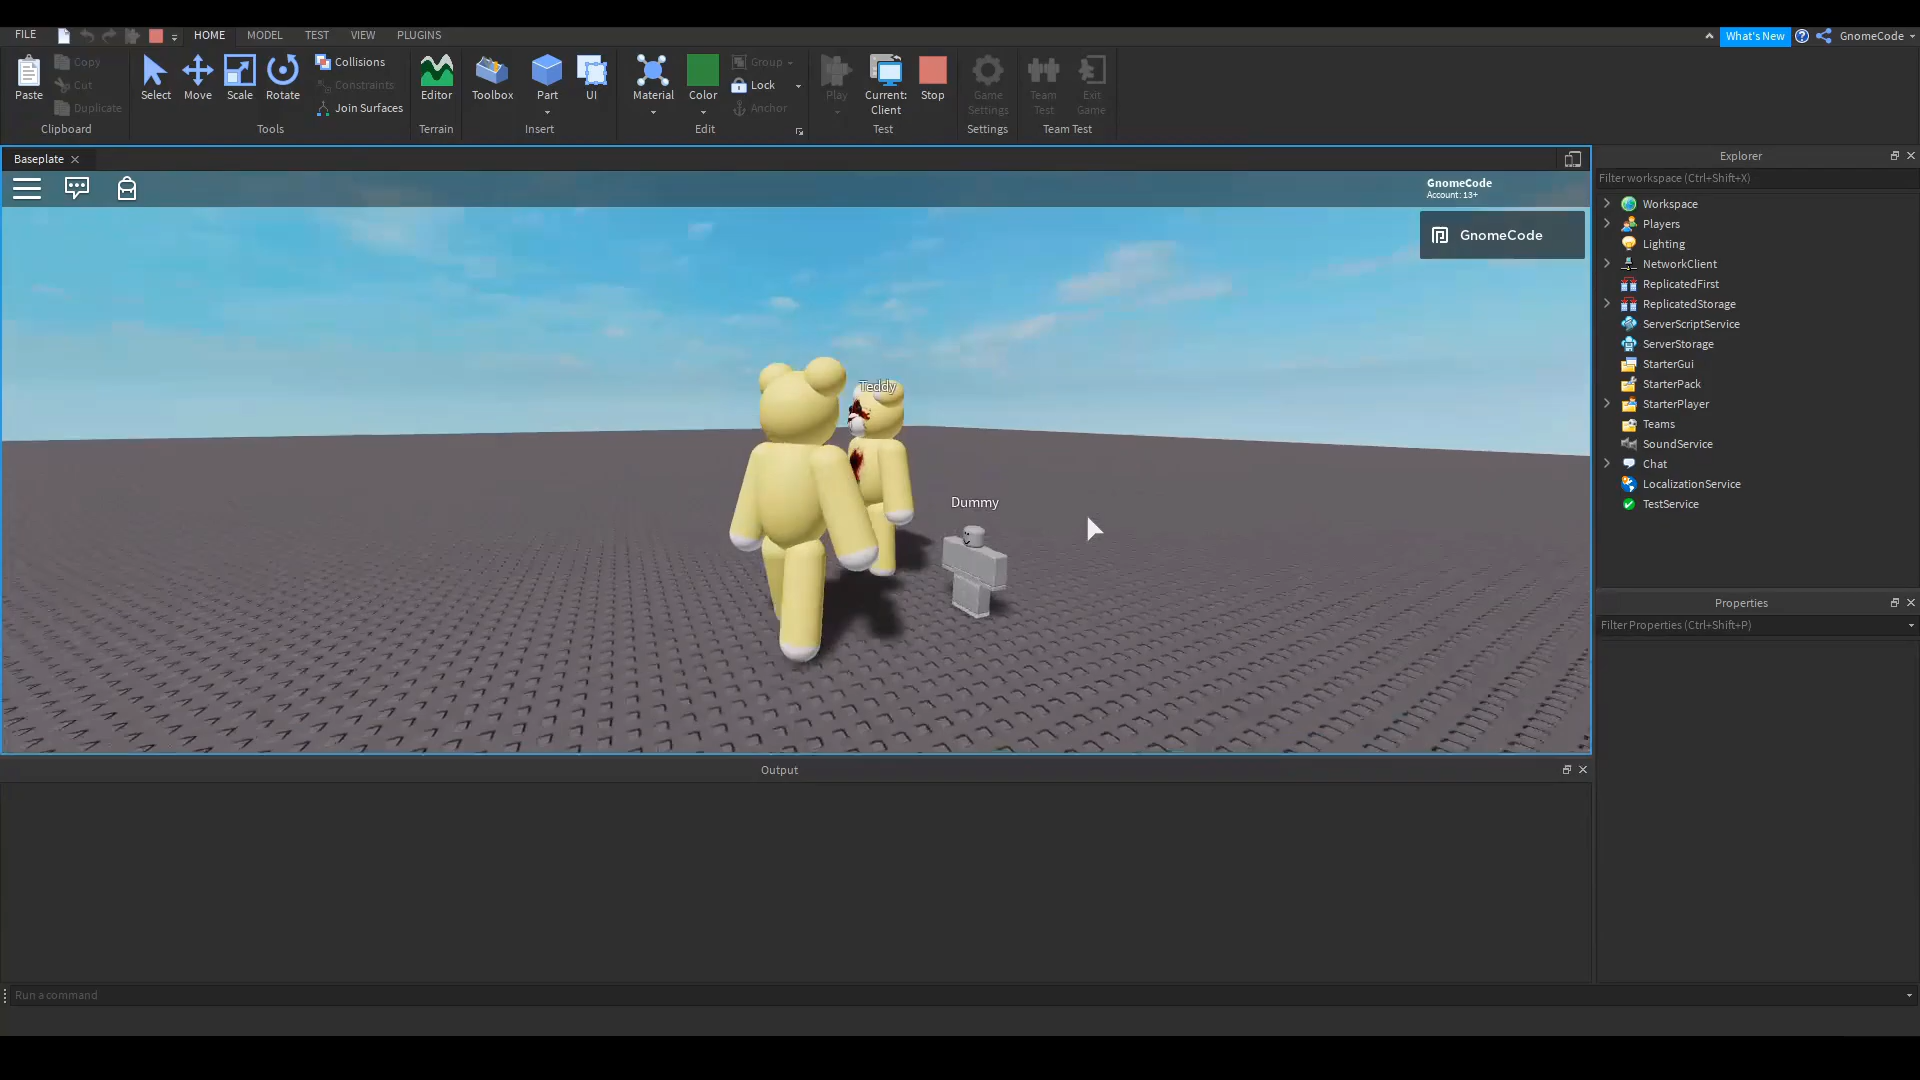 FILE HOME MODEL TEST VIEW PLUGINS What's New GnomeCode
Paste Copy Cut Duplicate Select Move Scale Rotate Collisions Constraints Join Surfaces Editor Toolbox Part UI Material Color Group Lock Anchor Play Current: Client Stop Game Settings Team Test Exit Game
Clipboard Tools Terrain Insert Edit Test Settings Team Test
Baseplate
GnomeCode
Account: 13+
GnomeCode
Teddy
Dummy
Explorer
Filter workspace (Ctrl+Shift+X)
Workspace
Players
Lighting
NetworkClient
ReplicatedFirst
ReplicatedStorage
ServerScriptService
ServerStorage
StarterGui
StarterPack
StarterPlayer
Teams
SoundService
Chat
LocalizationService
TestService
Properties
Filter Properties (Ctrl+Shift+P)
Output
Run a command